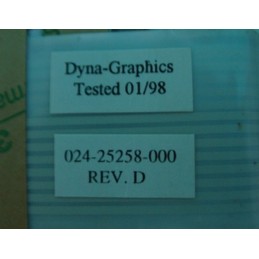 Dyna-Graphics
Tested 01/98
024-25258-000
REV. D